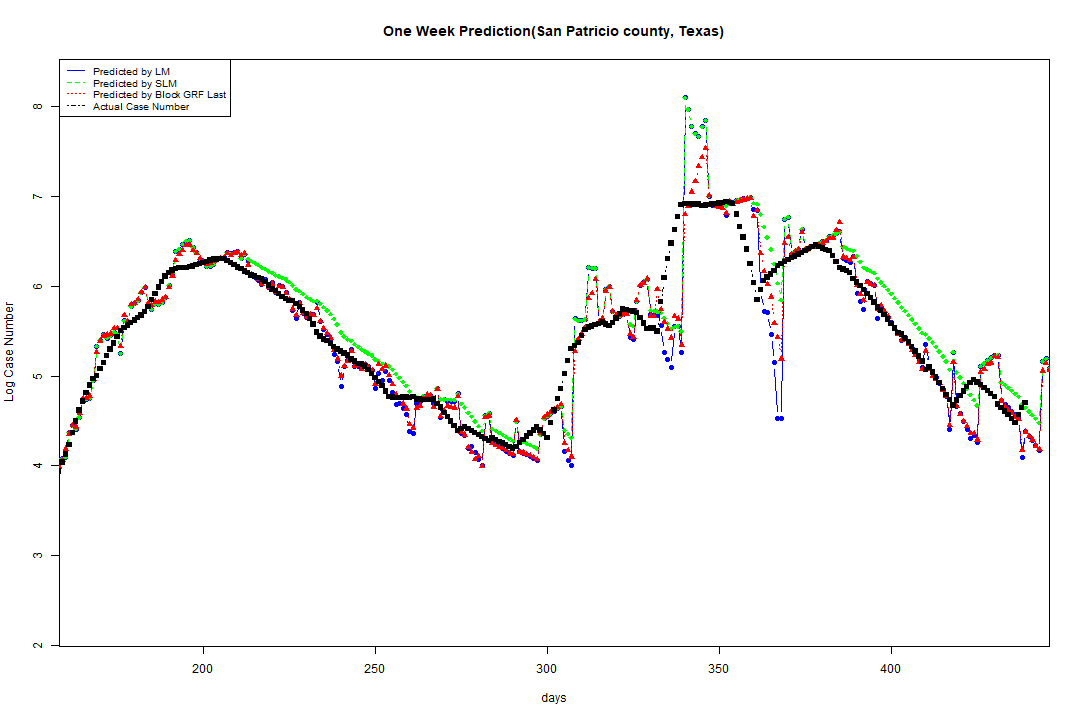 One Week Prediction(San Patricio county, Texas)
Predicted by LM
Predicted by SLM
Predicted by Block GRF Last
Actual Case Number
Log Case Number
8
7
6
5
4
3
2
200 250 300 350 400
days